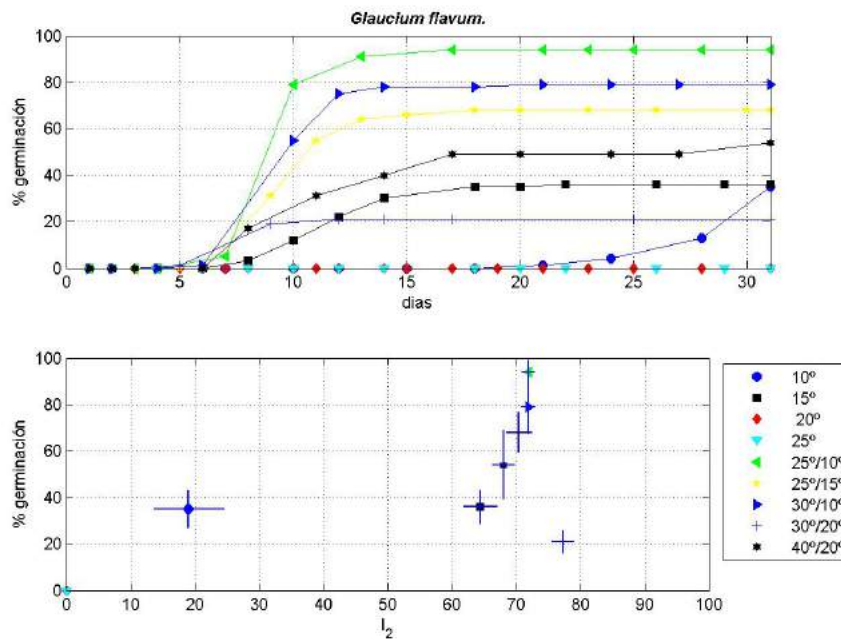 Glaucium flavum.
100
80
60
40
20
0
% germinación
0 5 10 15 20 25 30
dias
100
80
60
40
20
0
% germinación
0 10 20 30 40 50 60 70 80 90 100
I2
10º
15º
20º
25º
25º/10º
25º/15º
30º/10º
30º/20º
40º/20º